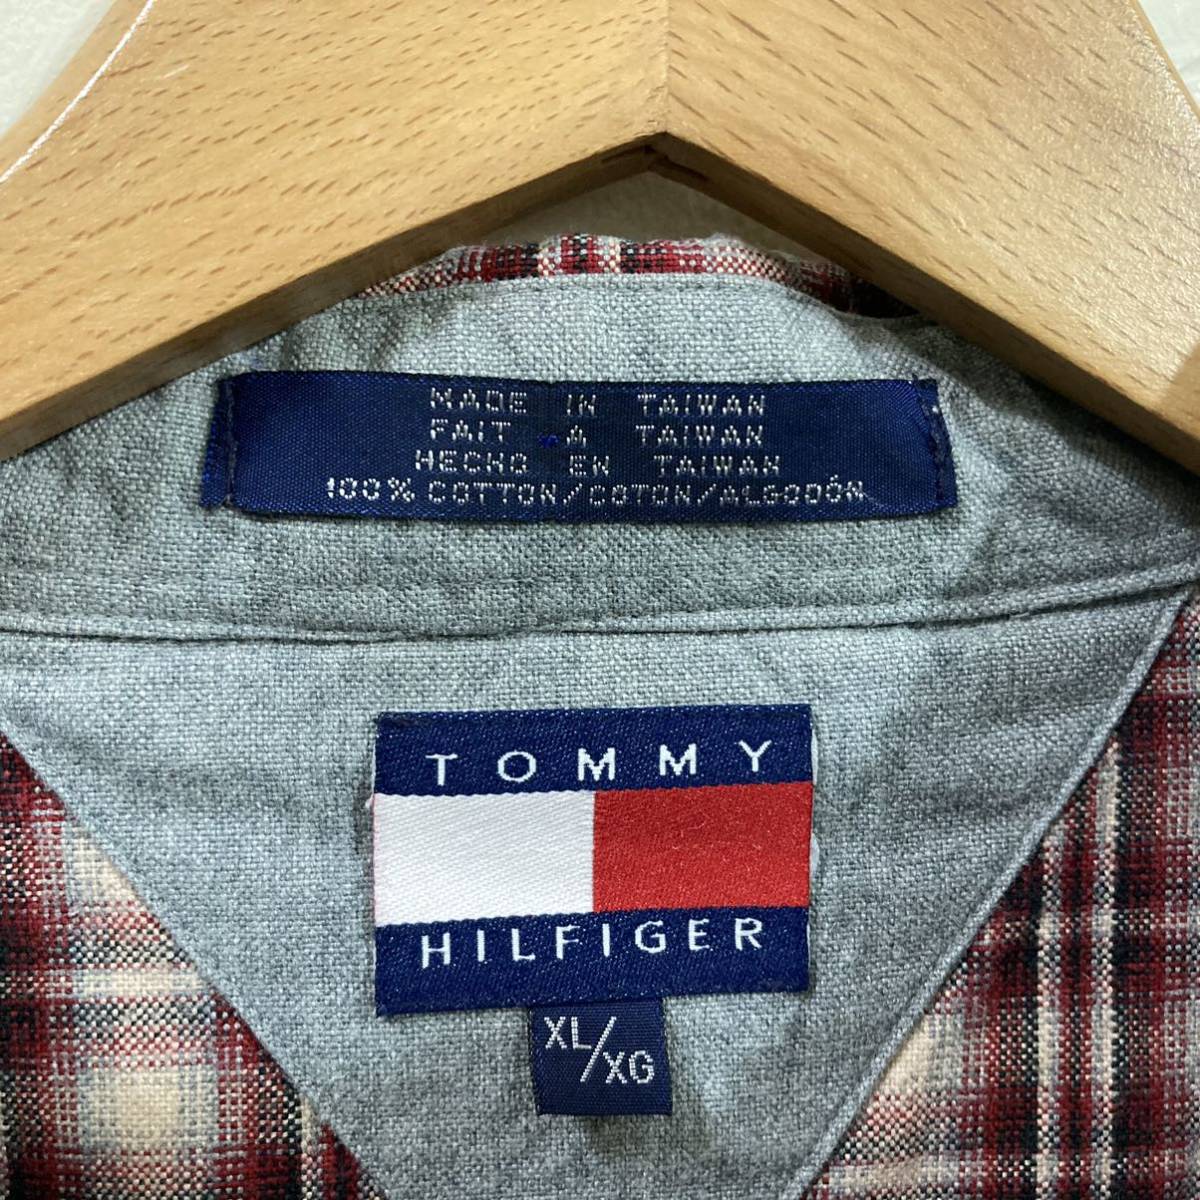 MADE IN TAIWAN
FAIT A TAIWAN
HECHO EN TAIWAN
100% COTTON/COTON/ALGODÓN
TOMMY
HILFIGER
XL/XG